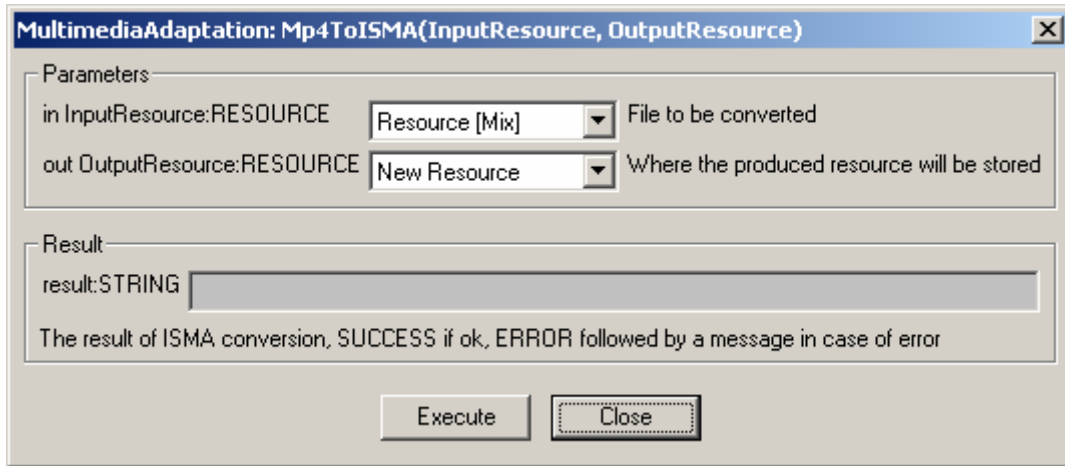 MultimediaAdaptation: Mp4ToISMA(InputResource, OutputResource)
Parameters
in InputResource:RESOURCE Resource [Mix] File to be converted
out OutputResource:RESOURCE New Resource Where the produced resource will be stored
Result
result:STRING
The result of ISMA conversion, SUCCESS if ok, ERROR followed by a message in case of error
Execute Close